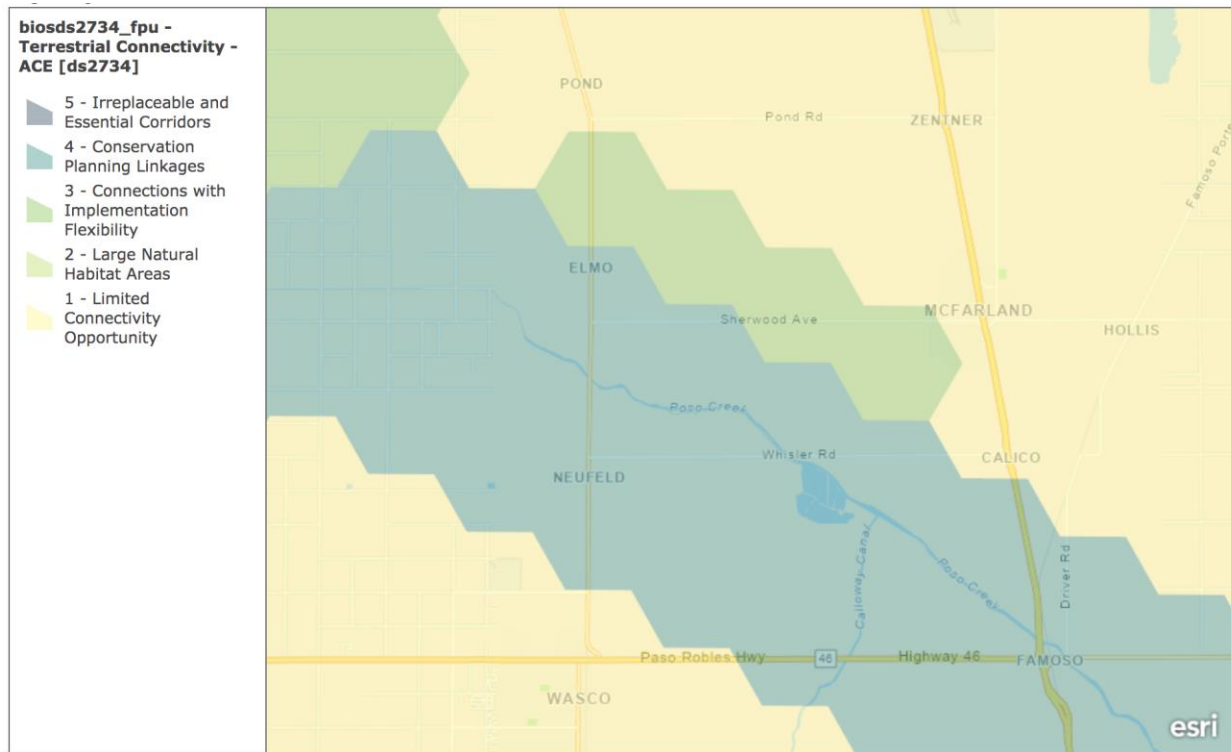 biosds2734_fpu -
Terrestrial Connectivity -
ACE [ds2734]
5 - Irreplaceable and
Essential Corridors
4 - Conservation
Planning Linkages
3 - Connections with
Implementation
Flexibility
2 - Large Natural
Habitat Areas
1 - Limited
Connectivity
Opportunity
POND
Pond Rd
ZENTNER
Famoso Porte
ELMO
Sherwood Ave
MCFARLAND
HOLLIS
Poso Creek
Whisler Rd
CALICO
NEUFELD
Calloway Canal
Poso Creek
Driver Rd
Paso Robles Hwy
46
Highway 46
FAMOSO
WASCO
esri